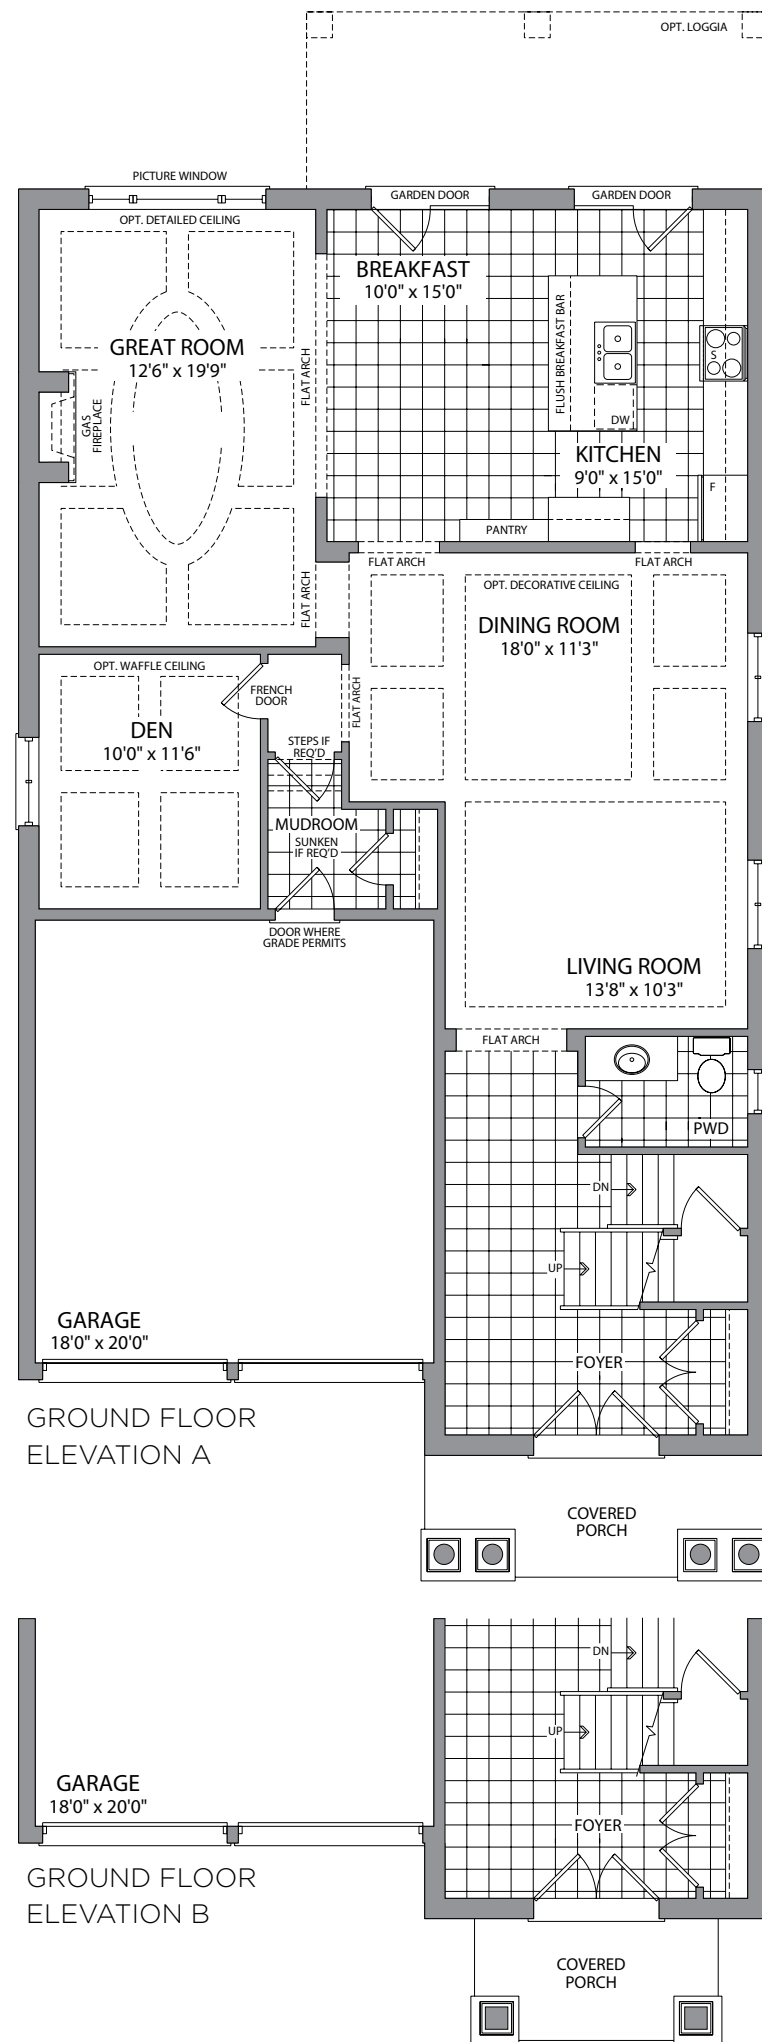 OPT. LOGGIA
PICTURE WINDOW
GARDEN DOOR
GARDEN DOOR
OPT. DETAILED CEILING
BREAKFAST
10'0" x 15'0"
FLUSH BREAKFAST BAR
GREAT ROOM
12'6" x 19'9"
FLAT ARCH
S
GAS
FIREPLACE
DW
KITCHEN
9'0" x 15'0"
F
PANTRY
FLAT ARCH
FLAT ARCH
FLAT ARCH
OPT. DECORATIVE CEILING
DINING ROOM
18'0" x 11'3"
OPT. WAFFLE CEILING
FRENCH
DOOR
FLAT ARCH
DEN
10'0" x 11'6"
STEPS IF
REQ'D
MUDROOM
SUNKEN
IF REQ'D
DOOR WHERE
GRADE PERMITS
LIVING ROOM
13'8" x 10'3"
FLAT ARCH
PWD
DN
UP
GARAGE
18'0" x 20'0"
FOYER
GROUND FLOOR
ELEVATION A
COVERED
PORCH
DN
UP
GARAGE
18'0" x 20'0"
FOYER
GROUND FLOOR
ELEVATION B
COVERED
PORCH